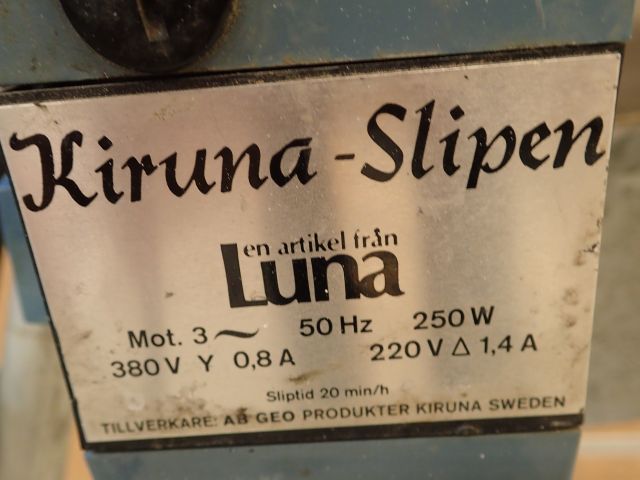 Kiruna-Slipen
en artikel från
Luna
Mot. 3~ 50 Hz 250 W
380 V Y 0,8 A 220 V Δ 1,4 A
Sliptid 20 min/h
TILLVERKARE: AB GEO PRODUKTER KIRUNA SWEDEN